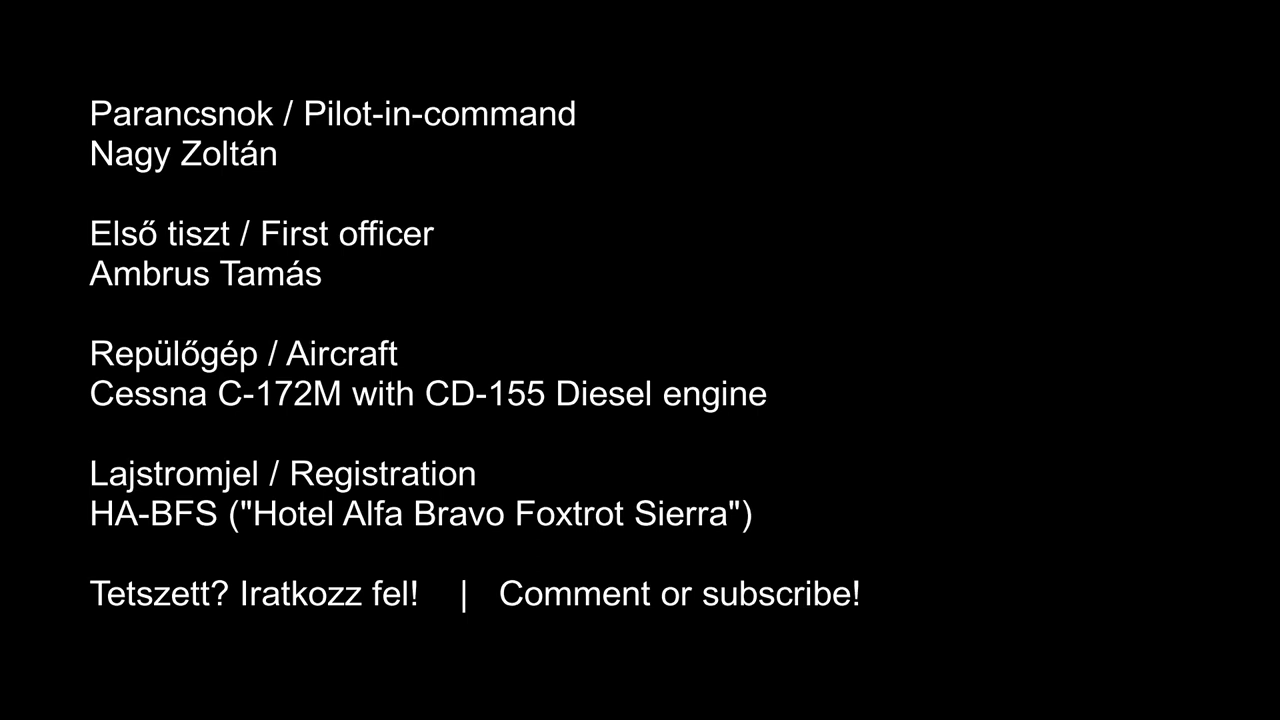 Parancsnok / Pilot-in-command
Nagy Zoltán
Első tiszt / First officer
Ambrus Tamás
Repülőgép / Aircraft
Cessna C-172M with CD-155 Diesel engine
Lajstromjel / Registration
HA-BFS ("Hotel Alfa Bravo Foxtrot Sierra")
Tetszett? Iratkozz fel! | Comment or subscribe!